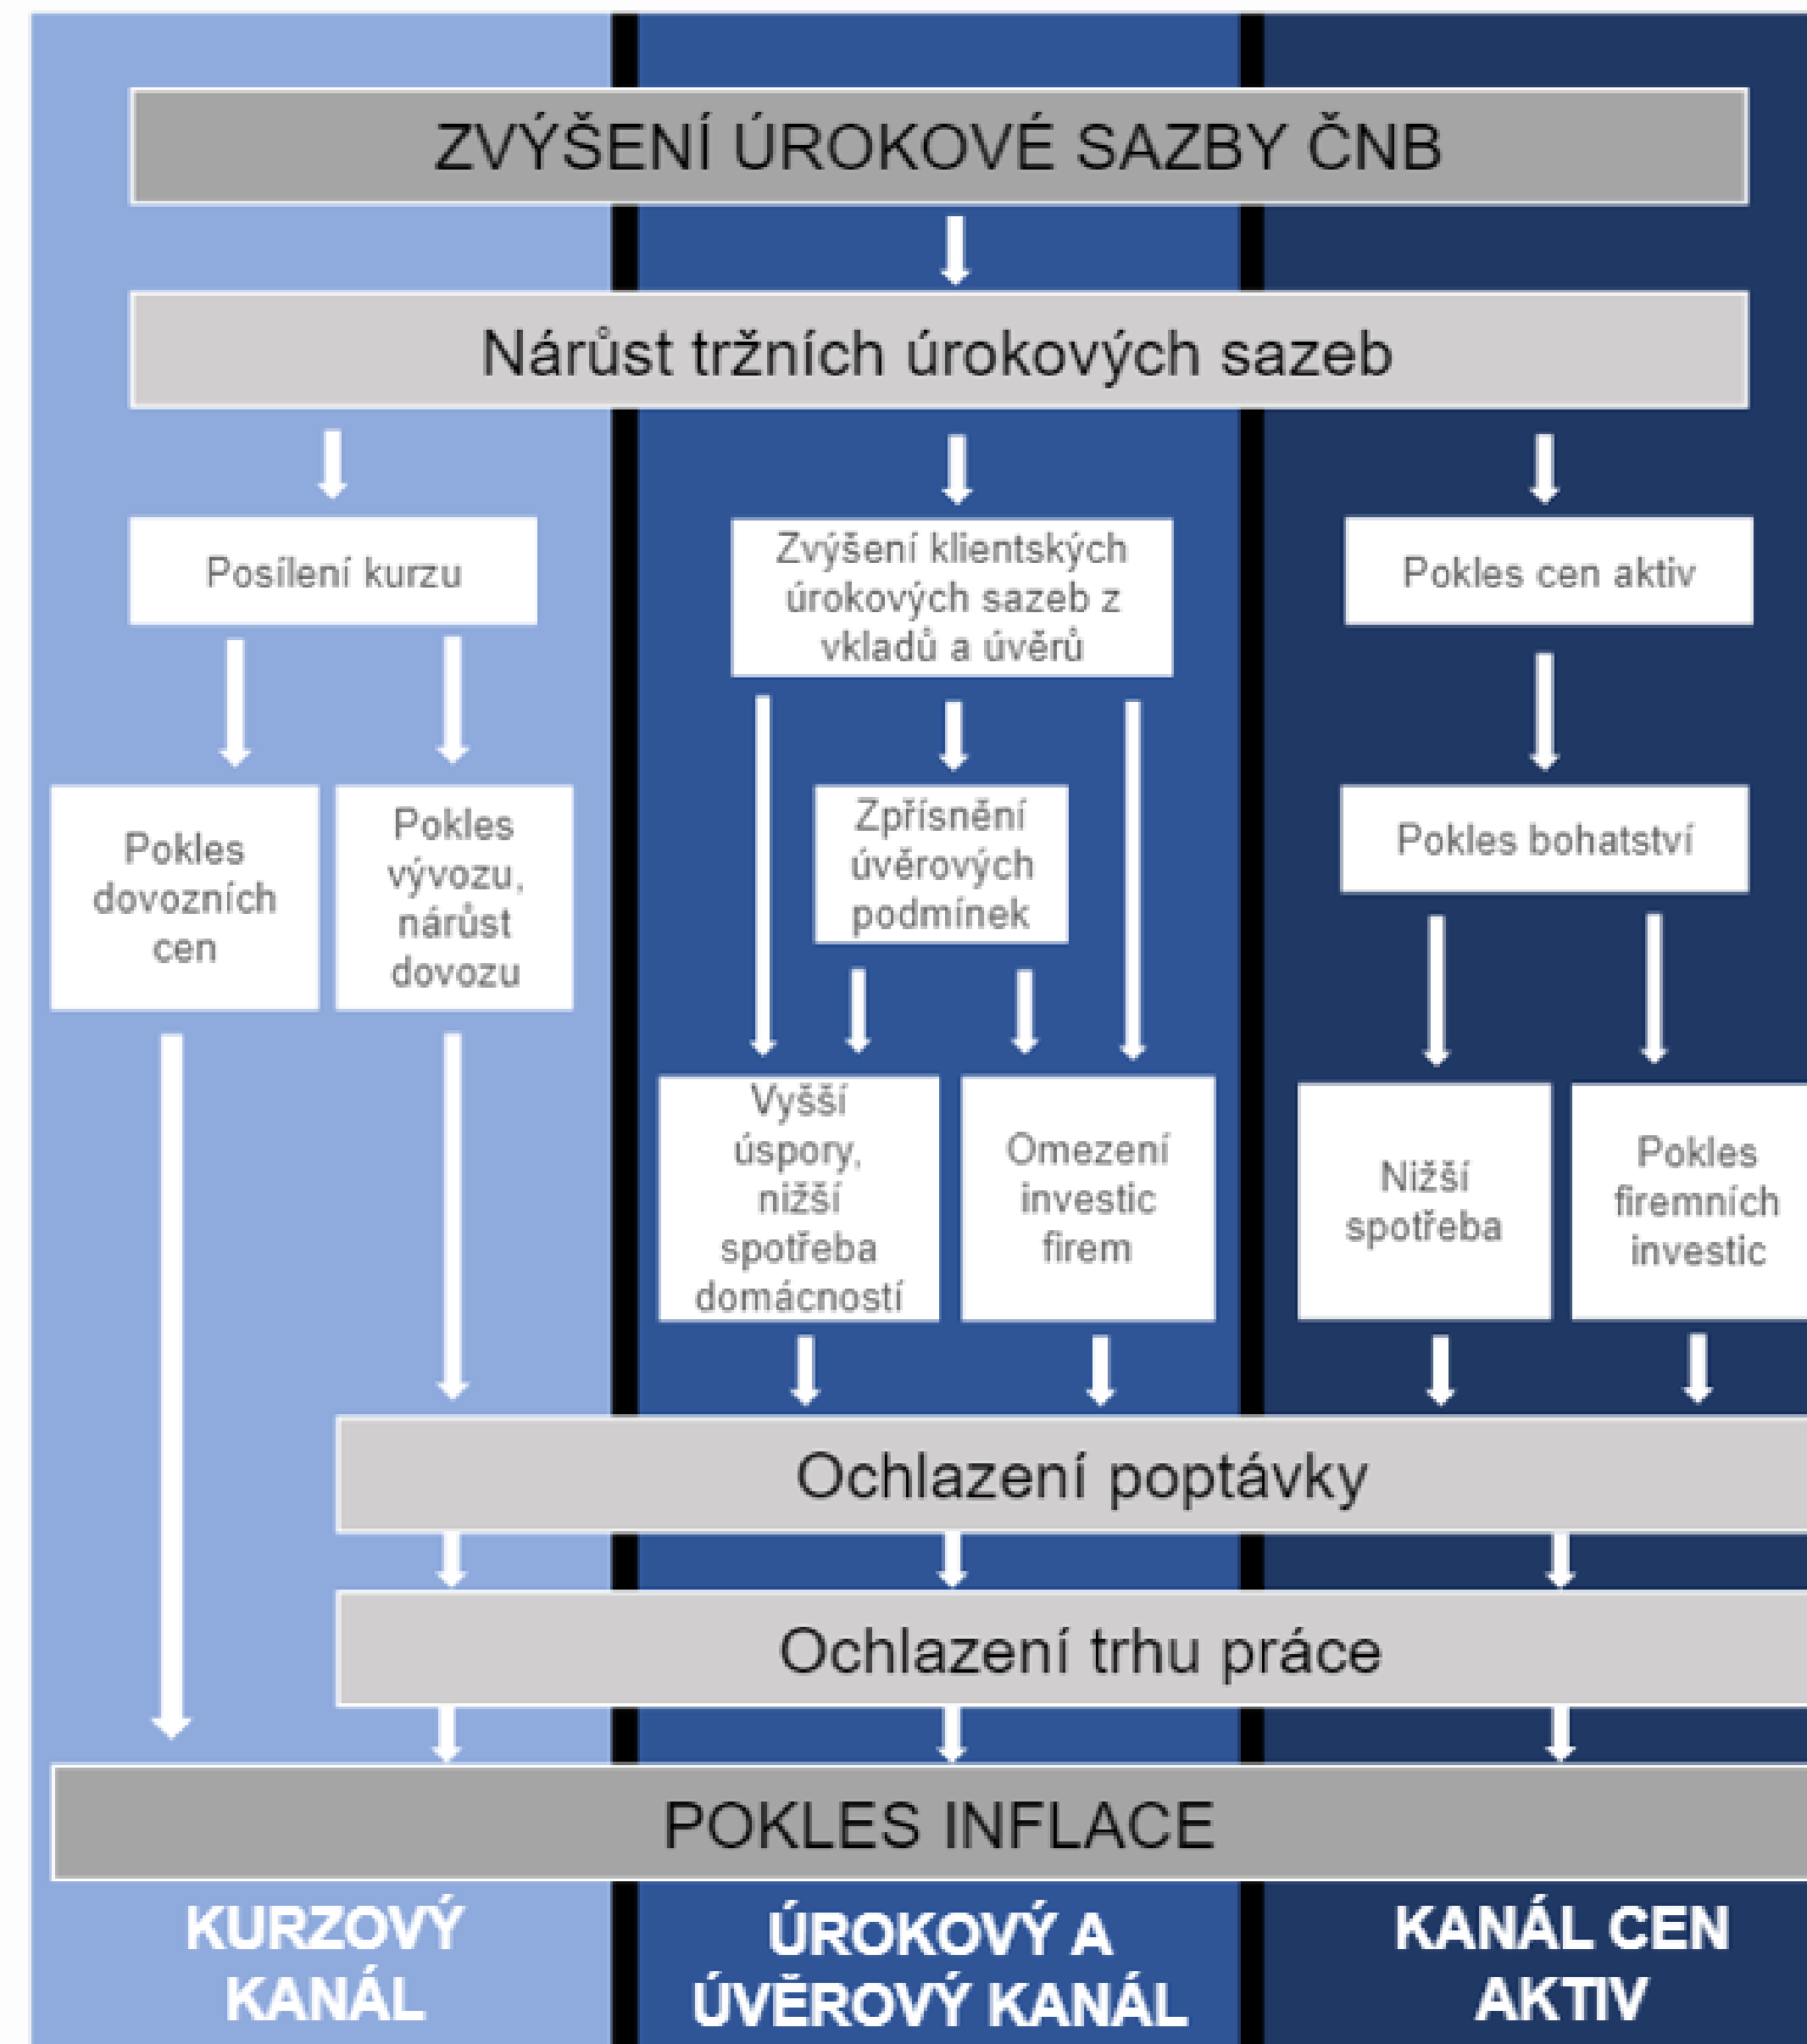 ZVÝŠENÍ ÚROKOVÉ SAZBY ČNB
Nárůst tržních úrokových sazeb
Posílení kurzu
Zvýšení klientských
úrokových sazeb z
vkladů a úvěrů
Pokles cen aktiv
Pokles
dovozních
cen
Pokles
vývozu,
nárůst
dovozu
Zpřísnění
úvěrových
podmínek
Pokles bohatství
Vyšší
úspory,
nižší
spotřeba
domácností
Omezení
investic
firem
Nižší
spotřeba
Pokles
firemních
investic
Ochlazení poptávky
Ochlazení trhu práce
POKLES INFLACE
KURZOVÝ
KANÁL
ÚROKOVÝ A
ÚVĚROVÝ KANÁL
KANÁL CEN
AKTIV